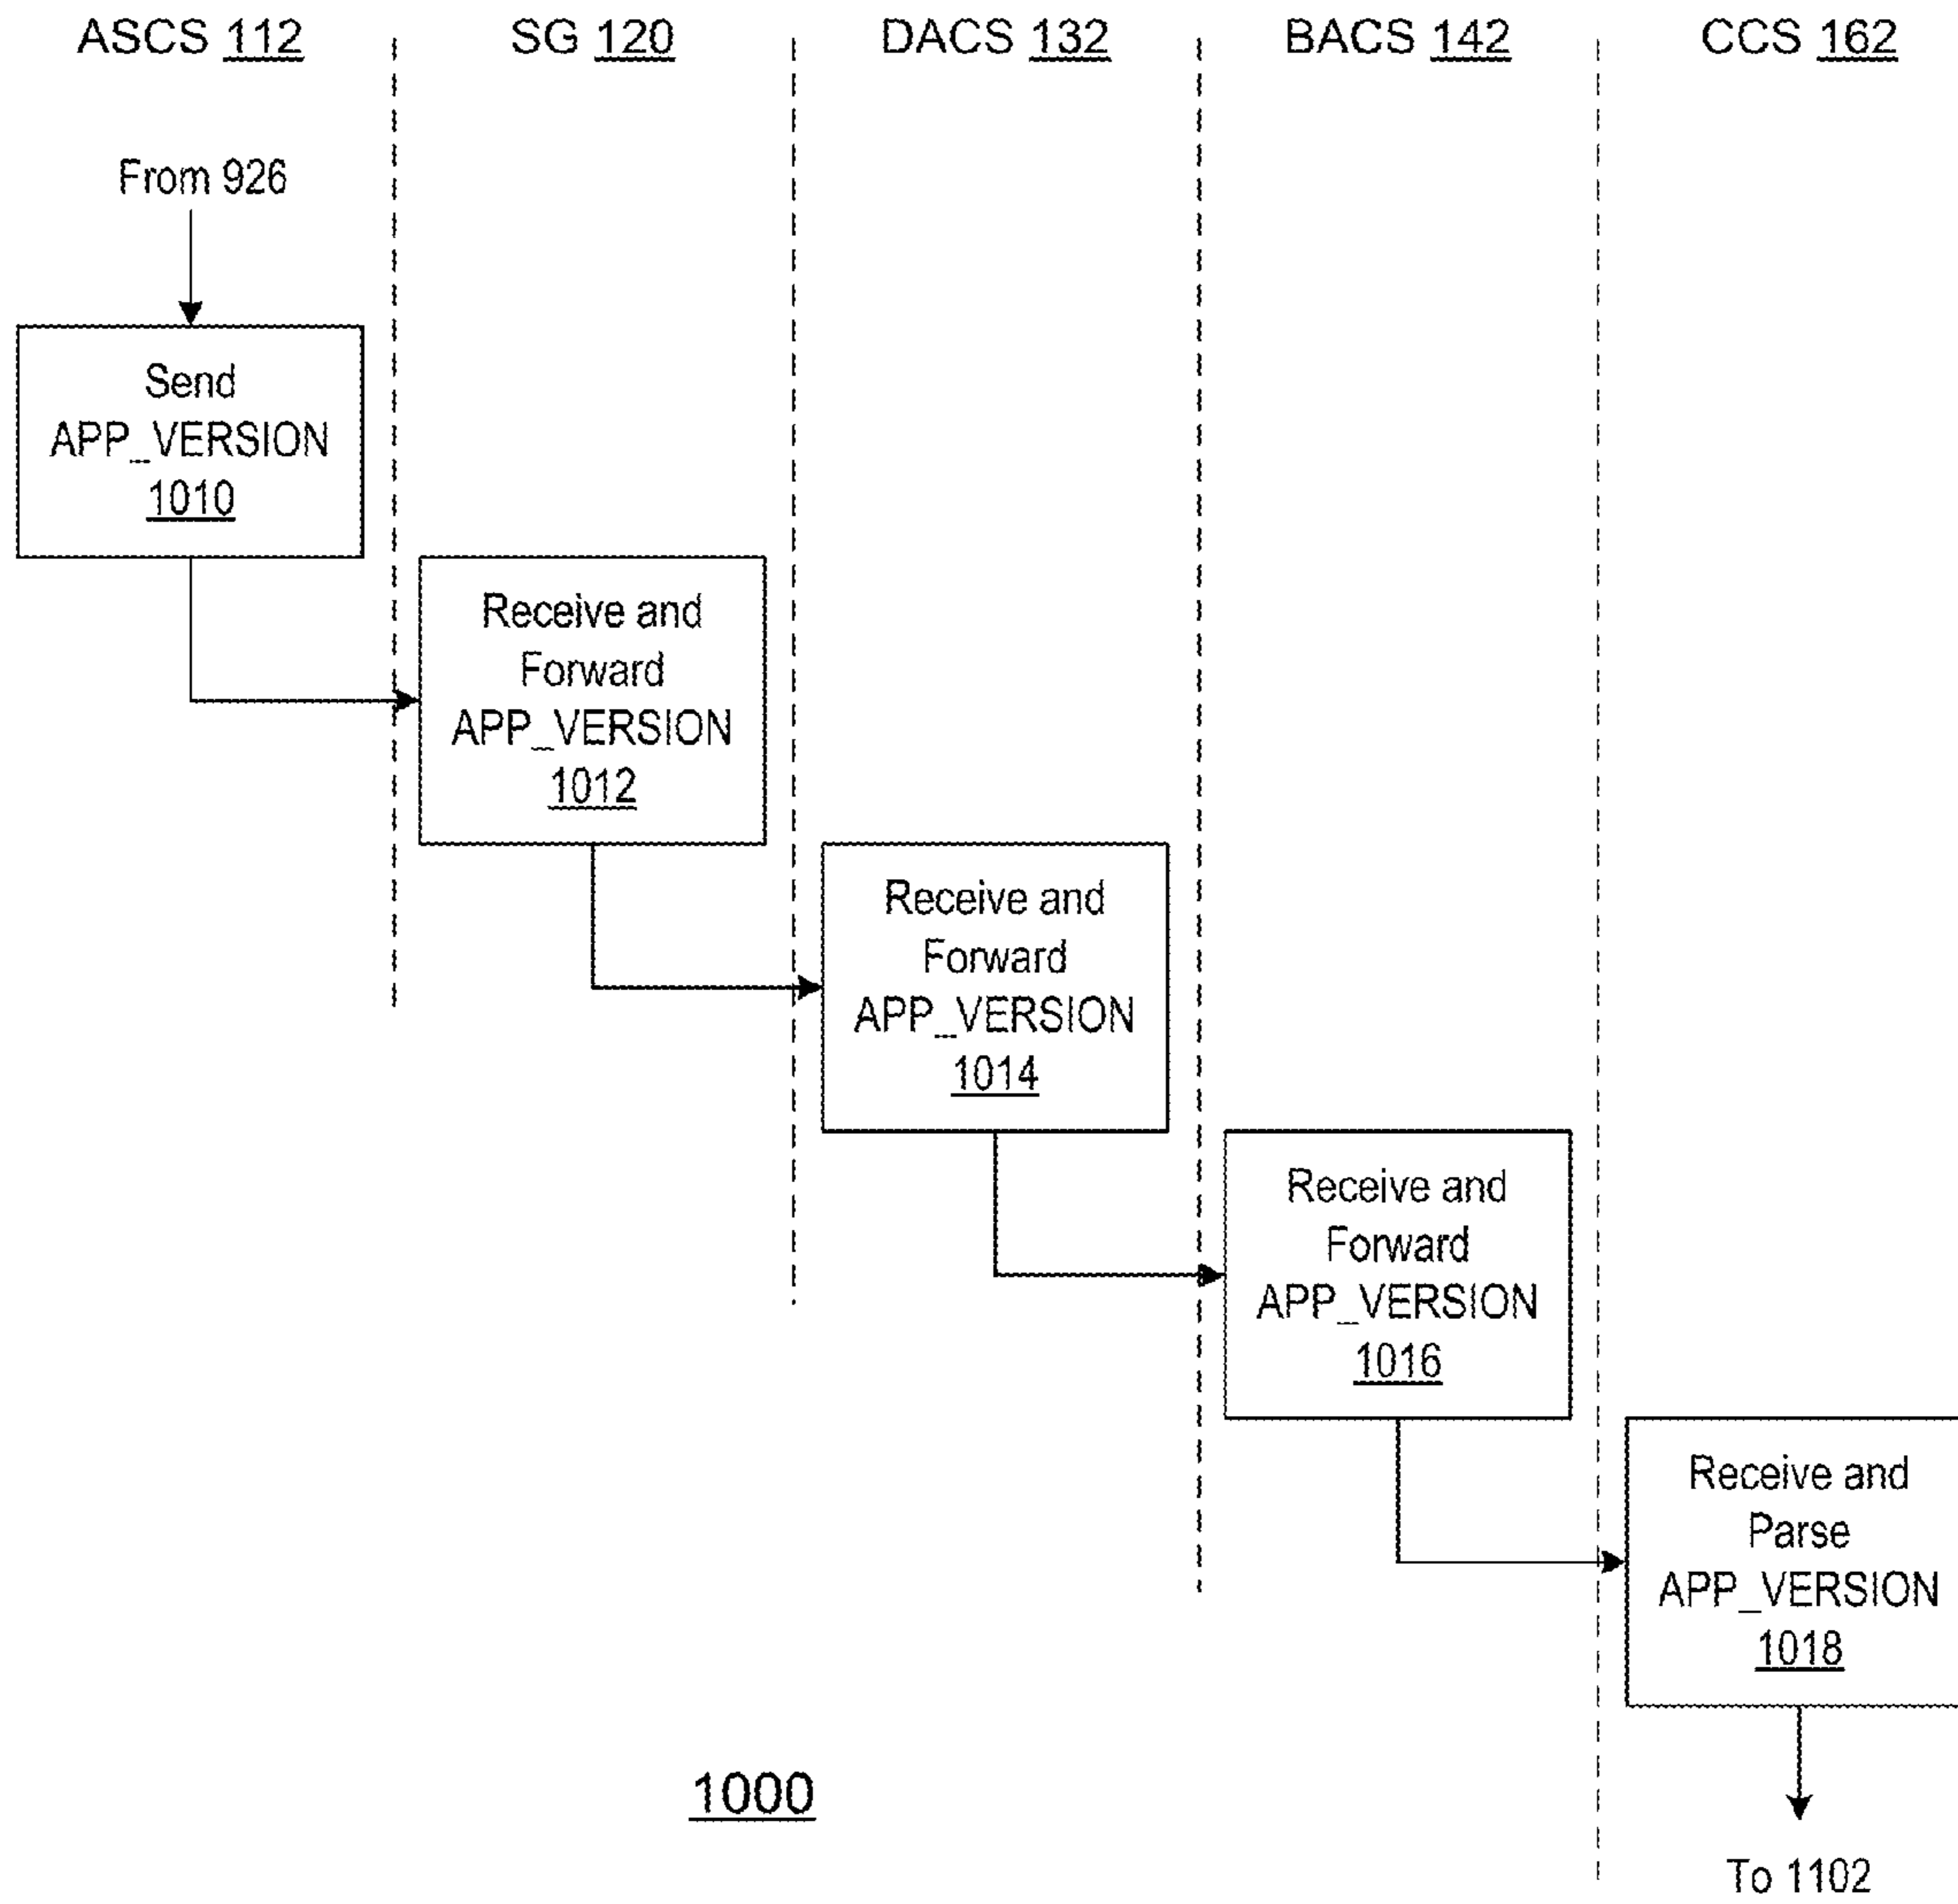 ASCS 112
SG 120
DACS 132
BACS 142
CCS 162
From 926
Send
APP_VERSION
1010
Receive and
Forward
APP_VERSION
1012
Receive and
Forward
APP_VERSION
1014
Receive and
Forward
APP_VERSION
1016
Receive and
Parse
APP_VERSION
1018
1000
To 1102